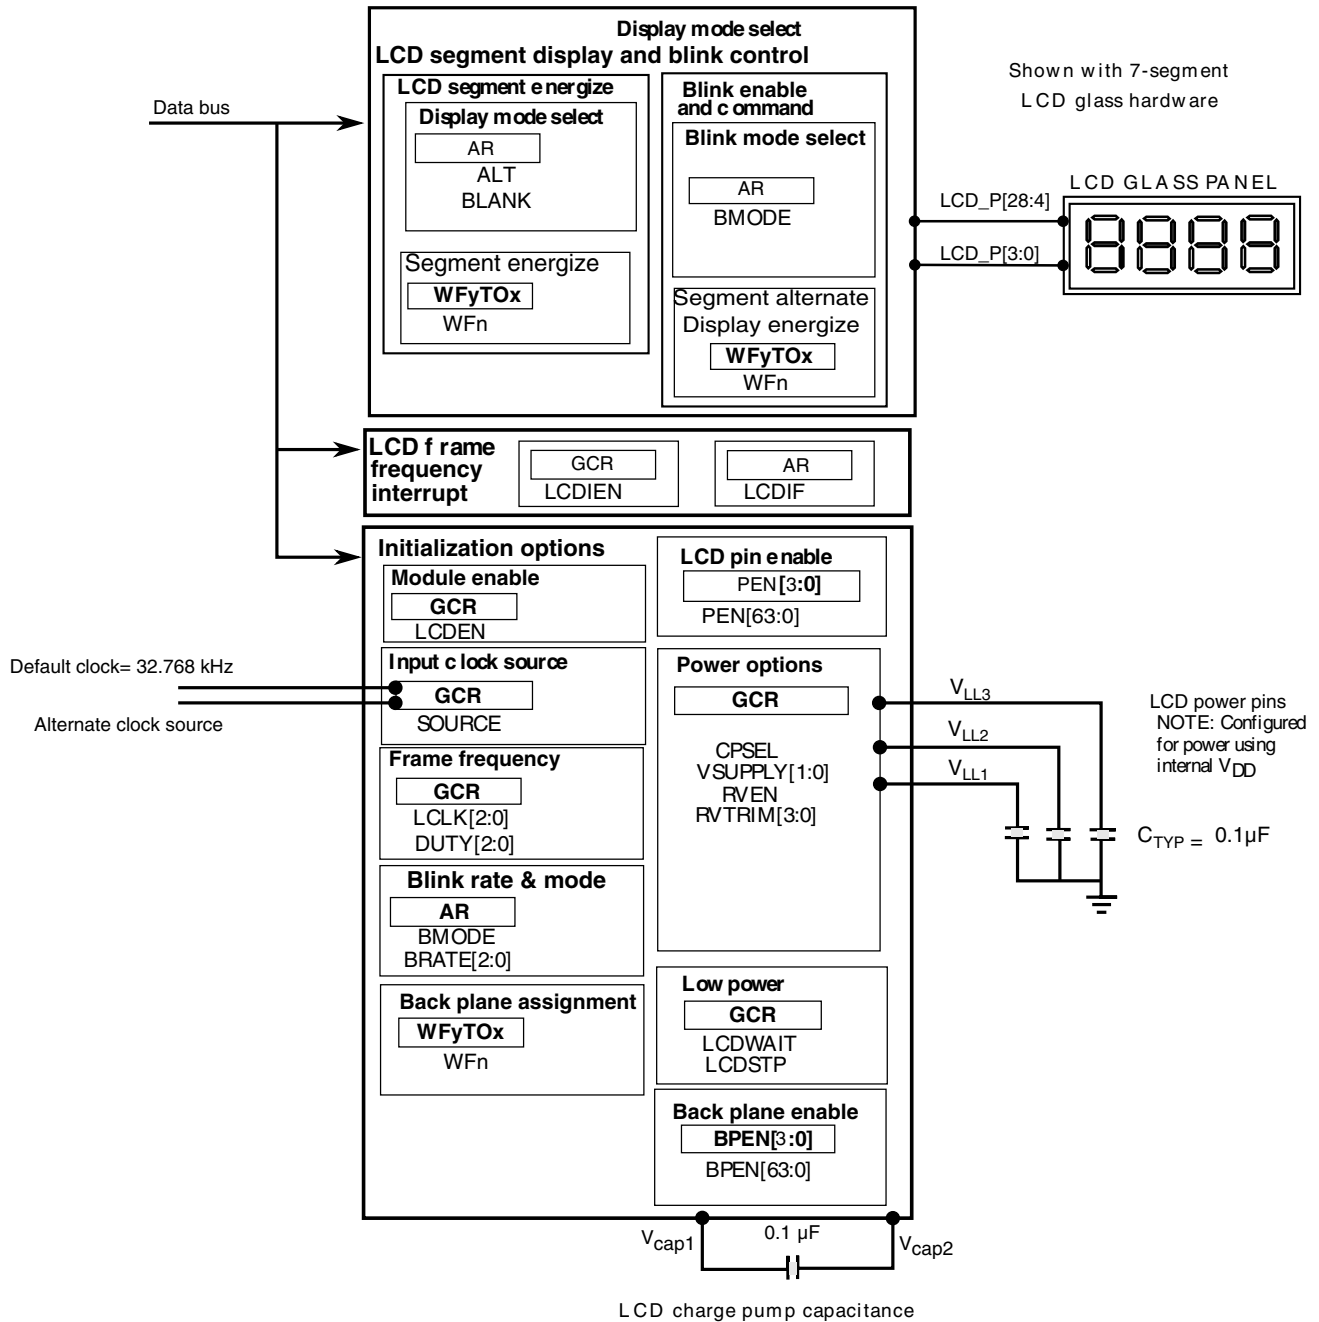 Display mode select
LCD segment display and blink control
LCD segment energize
Display mode select
AR
ALT
BLANK
Segment energize
WFyTOx
WFn
Blink enable
and command
Blink mode select
AR
BMODE
Segment alternate
Display energize
WFyTOx
WFn
Data bus
Shown with 7-segment
LCD glass hardware
LCD GLASS PANEL
LCD_P[28:4]
LCD_P[3:0]
8888
LCD frame
frequency
interrupt
GCR
LCDIEN
AR
LCDIF
Initialization options
Module enable
GCR
LCDEN
Input clock source
GCR
SOURCE
Default clock= 32.768 kHz
Alternate clock source
Frame frequency
GCR
LCLK[2:0]
DUTY[2:0]
Blink rate & mode
AR
BMODE
BRATE[2:0]
Back plane assignment
WFyTOx
WFn
LCD pin enable
PEN[3:0]
PEN[63:0]
Power options
GCR
CPSEL
VSUPPLY[1:0]
RVEN
RVTRIM[3:0]
Low power
GCR
LCDWAIT
LCDSTP
Back plane enable
BPEN[3:0]
BPEN[63:0]
VLL3
VLL2
VLL1
LCD power pins
NOTE: Configured
for power using
internal VDD
CTYP = 0.1µF
Vcap1
0.1 µF
Vcap2
LCD charge pump capacitance